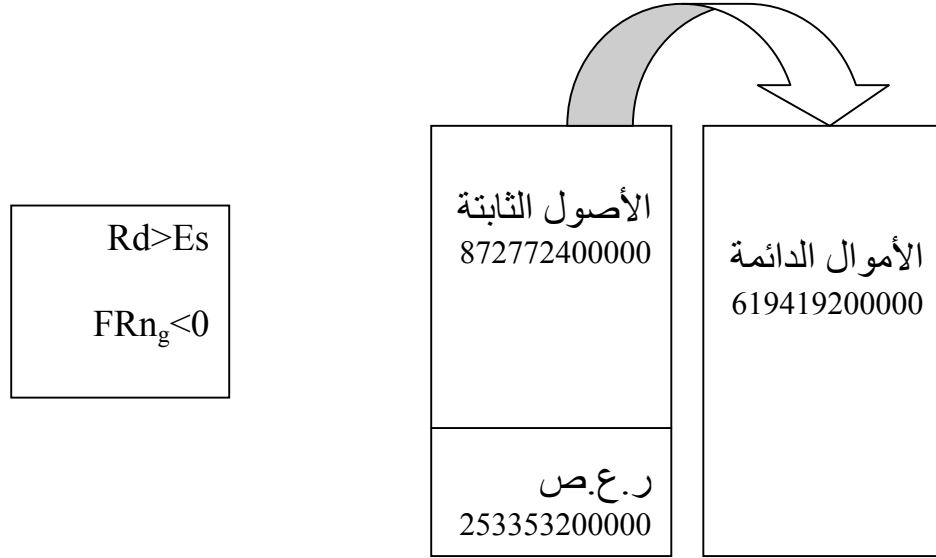 الأصول الثابتة
872772400000
الأموال الدائمة
619419200000
ر.ع.ص
253353200000
Rd>Es
FRng<0